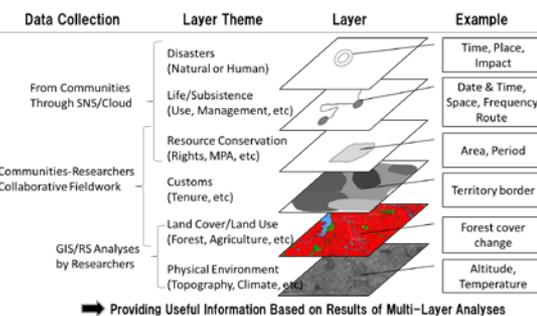 Data Collection Layer Theme Layer Example
From Communities
Through SNS/Cloud
Communities-Researchers
Collaborative Fieldwork
GIS/RS Analyses
by Researchers
Disasters
(Natural or Human)
Life/Subsistence
(Use, Management, etc)
Resource Conservation
(Rights, MPA, etc)
Customs
(Tenure, etc)
Land Cover/Land Use
(Forest, Agriculture, etc)
Physical Environment
(Topography, Climate, etc)
Time, Place,
Impact
Date & Time,
Space, Frequency
Route
Area, Period
Territory border
Forest cover
change
Altitude,
Temperature
Providing Useful Information Based on Results of Multi-Layer Analyses